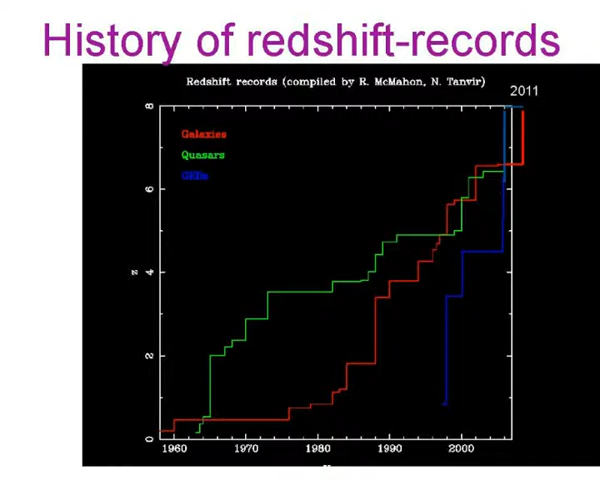 History of redshift-records
Redshift records (compiled by R. McMahon, N. Tanvir)
2011
8
Galaxies
Quasars
GRBs
6
z
4
2
0
1960 1970 1980 1990 2000